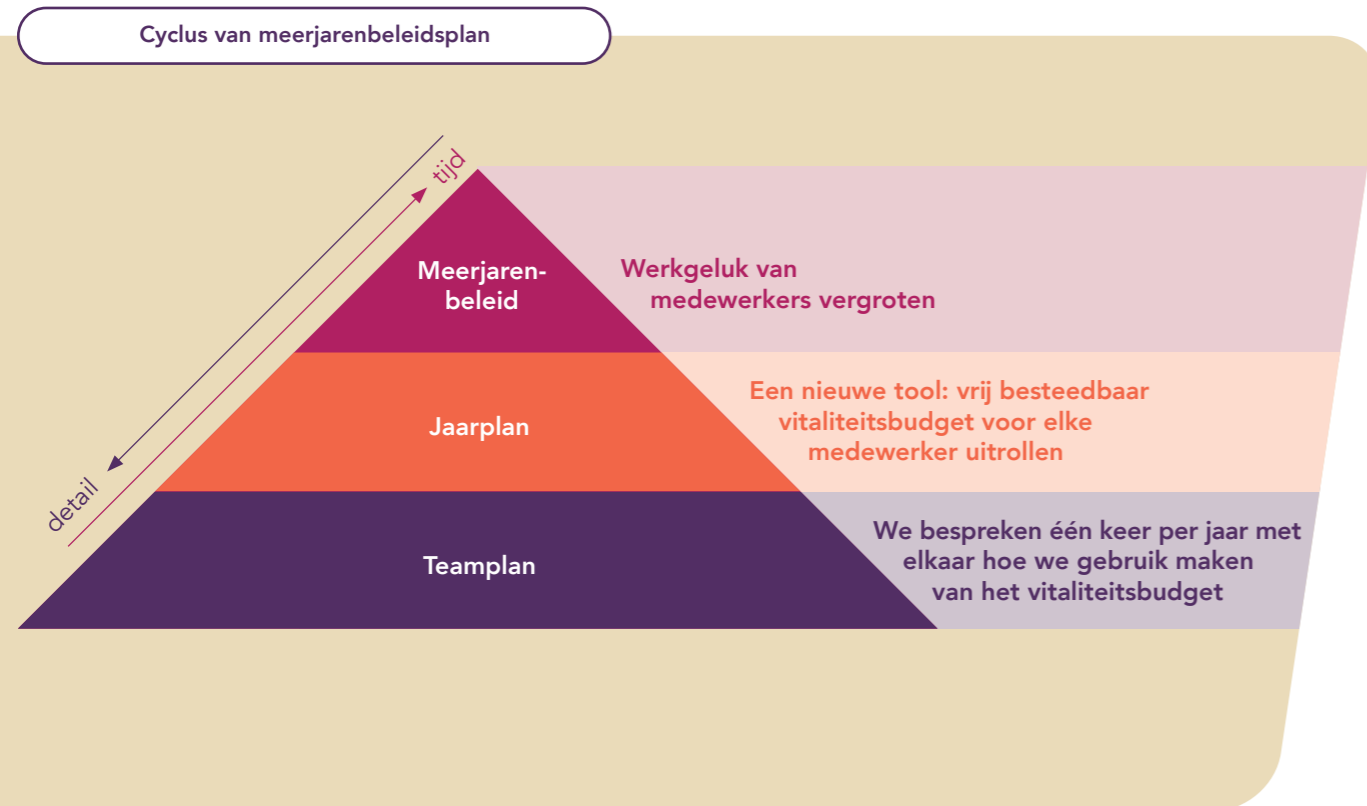 Cyclus van meerjarenbeleidsplan
tijd
Meerjaren-
beleid
Werkgeluk van
medewerkers vergroten
Jaarplan
Een nieuwe tool: vrij besteedbaar
vitaliteitsbudget voor elke
medewerker uitrollen
detail
Teamplan
We bespreken één keer per jaar met
elkaar hoe we gebruik maken
van het vitaliteitsbudget